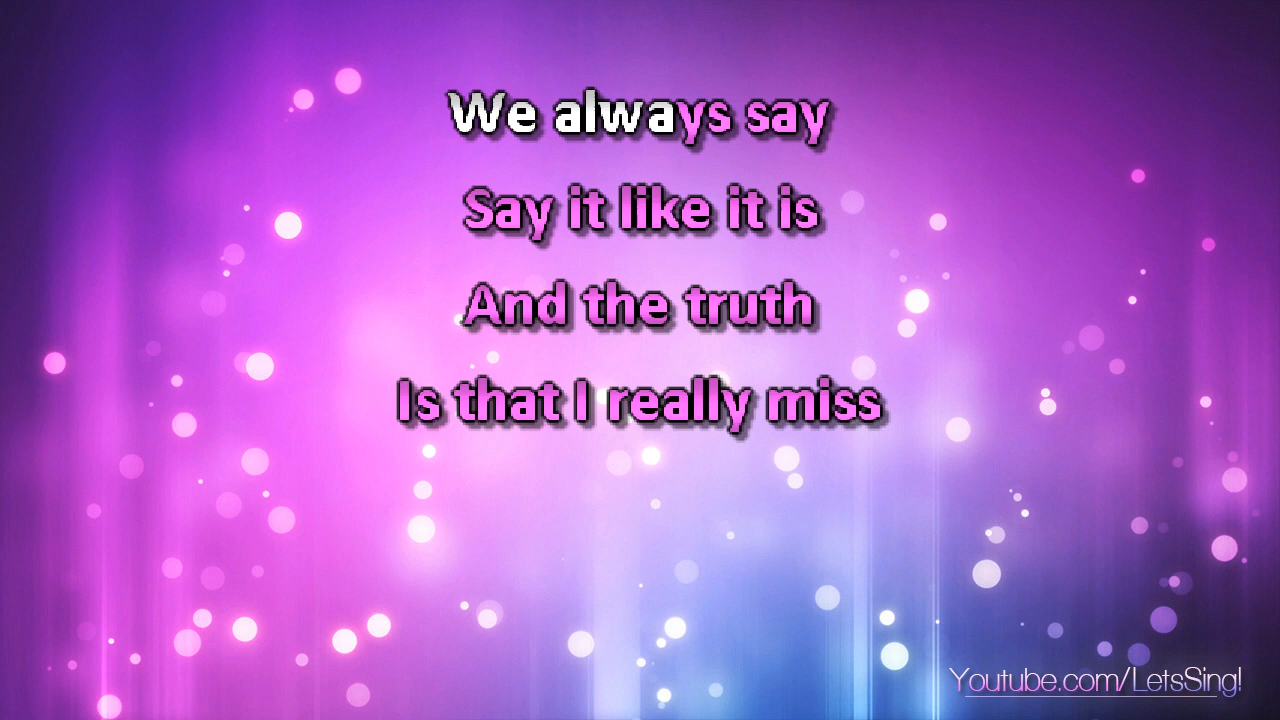 We always say
Say it like it is
And the truth
Is that I really miss
Youtube.com/LetsSing!